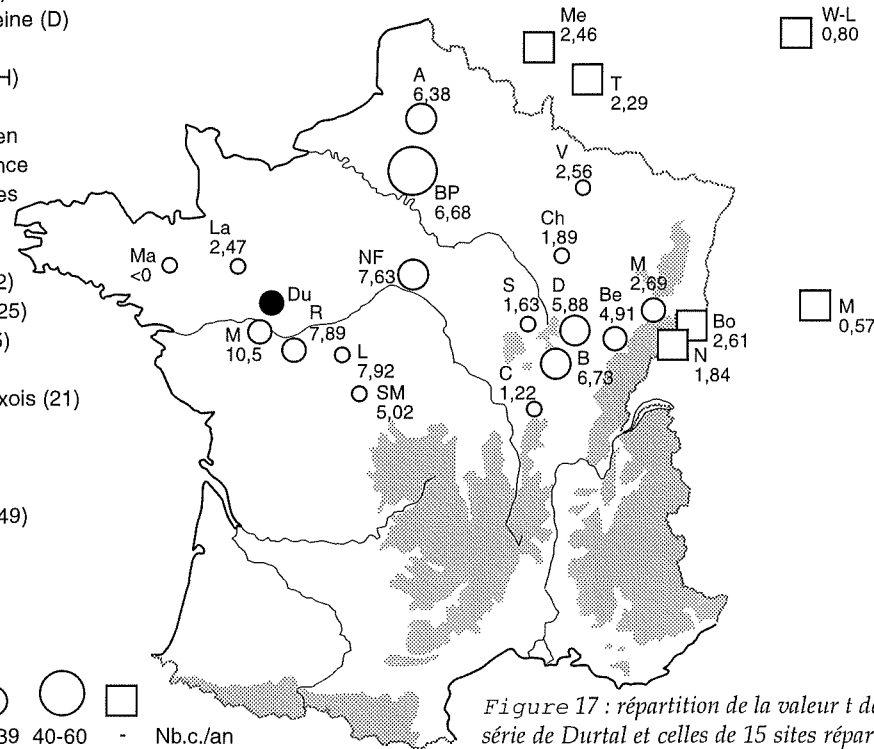 eine (D)
H)
en
nce
es
2)
25)
5)
xois (21)
49)
Me
2,46
W-L
0,80
A
6,38
T
2,29
BP
6,68
V
2,56
La
2,47
Ma
<0
Ch
1,89
NF
7,63
M
2,69
S
1,63
D
5,88
Be
4,91
Du
R
7,89
M
10,5
M
0,57
Bo
2,61
N
1,84
L
7,92
B
6,73
C
1,22
SM
5,02
39 40-60 - Nb.c./an
Figure 17 : répartition de la valeur t de
série de Durtal et celles de 15 sites répar